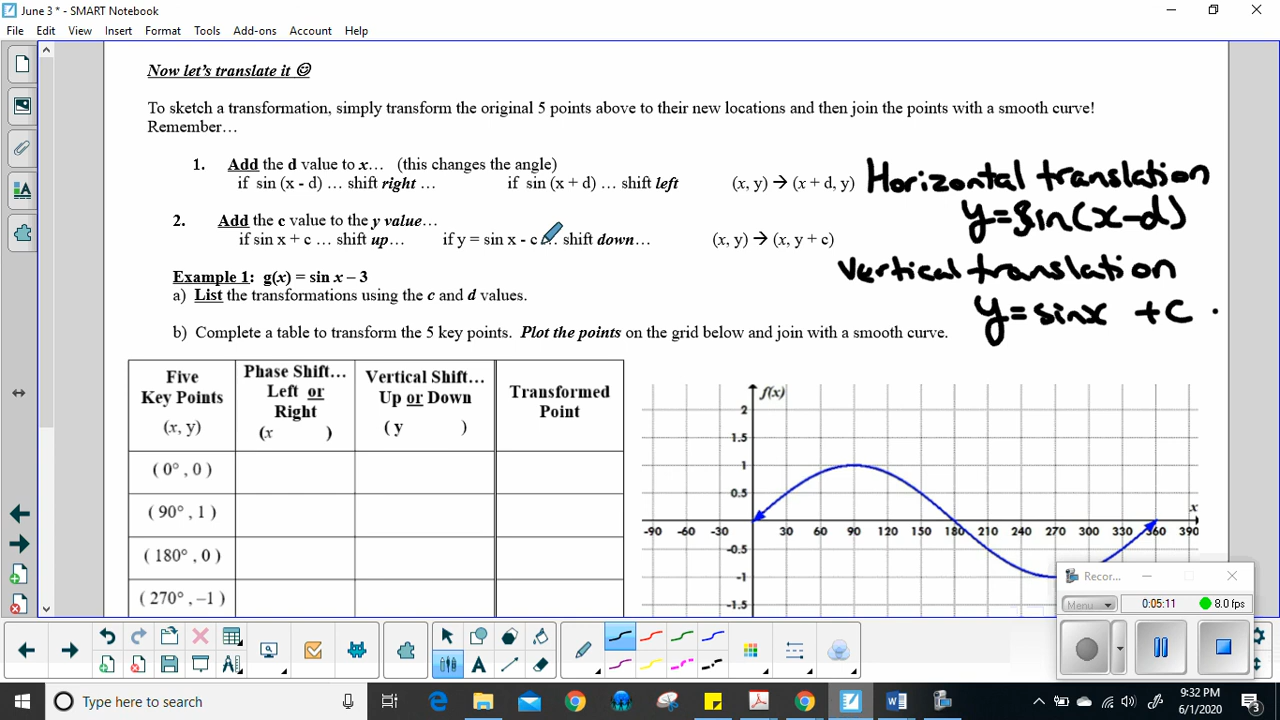 June 3 * - SMART Notebook
File Edit View Insert Format Tools Add-ons Account Help
Now let's translate it ☺
To sketch a transformation, simply transform the original 5 points above to their new locations and then join the points with a smooth curve!
Remember…
1. Add the d value to x… (this changes the angle)
if sin (x - d) … shift right … if sin (x + d) … shift left (x, y) → (x + d, y)
Horizontal translation
y = sin(x-d)
2. Add the c value to the y value…
if sin x + c … shift up… if y = sin x - c … shift down… (x, y) → (x, y + c)
Vertical translation
y = sinx + c .
Example 1: g(x) = sin x – 3
a) List the transformations using the c and d values.
b) Complete a table to transform the 5 key points. Plot the points on the grid below and join with a smooth curve.
Five Key Points (x, y)
Phase Shift… Left or Right (x )
Vertical Shift… Up or Down ( y )
Transformed Point
( 0° , 0 )
( 90° , 1 )
( 180° , 0 )
( 270° , –1 )
f(x)
2
1.5
1
0.5
x
-90 -60 -30 30 60 90 120 150 180 210 240 270 300 330 360 390
-0.5
-1
-1.5
Recor...
Menu 0:05:11 8.0 fps
Type here to search
9:32 PM
6/1/2020
3